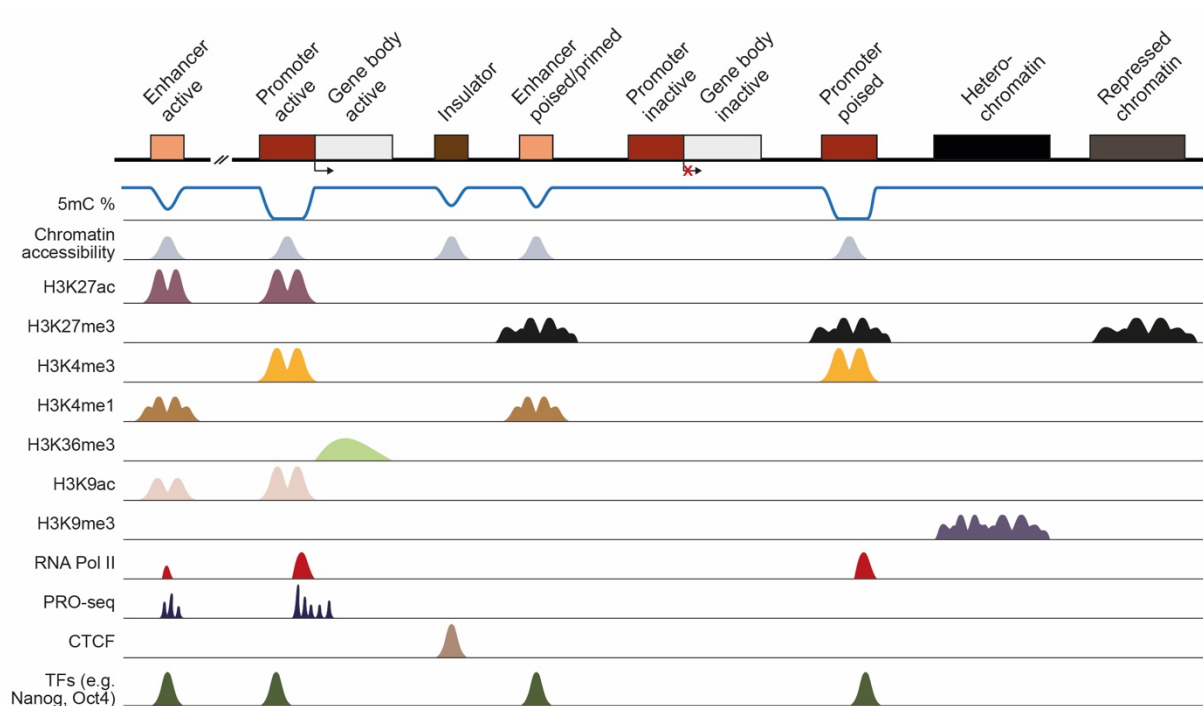 Enhancer
active
Promoter
active
Gene body
active
Insulator
Enhancer
poised/primed
Promoter
inactive
Gene body
inactive
Promoter
poised
Hetero-
chromatin
Repressed
chromatin
5mC %
Chromatin
accessibility
H3K27ac
H3K27me3
H3K4me3
H3K4me1
H3K36me3
H3K9ac
H3K9me3
RNA Pol II
PRO-seq
CTCF
TFs (e.g.
Nanog, Oct4)